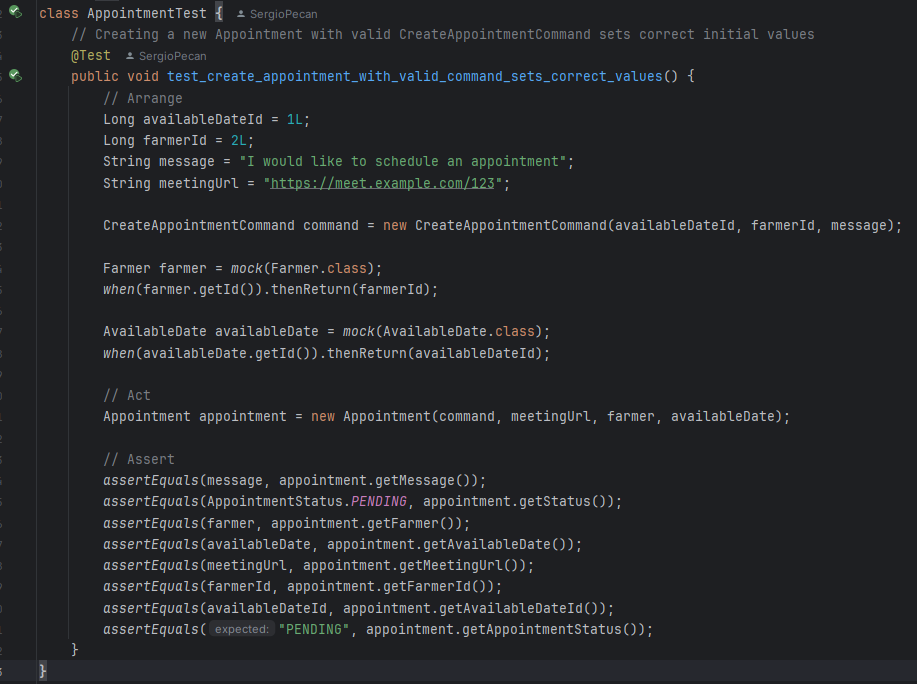 class AppointmentTest { SergioPecan
// Creating a new Appointment with valid CreateAppointmentCommand sets correct initial values
@Test SergioPecan
public void test_create_appointment_with_valid_command_sets_correct_values() {
// Arrange
Long availableDateId = 1L;
Long farmerId = 2L;
String message = "I would like to schedule an appointment";
String meetingUrl = "https://meet.example.com/123";
CreateAppointmentCommand command = new CreateAppointmentCommand(availableDateId, farmerId, message);
Farmer farmer = mock(Farmer.class);
when(farmer.getId()).thenReturn(farmerId);
AvailableDate availableDate = mock(AvailableDate.class);
when(availableDate.getId()).thenReturn(availableDateId);
// Act
Appointment appointment = new Appointment(command, meetingUrl, farmer, availableDate);
// Assert
assertEquals(message, appointment.getMessage());
assertEquals(AppointmentStatus.PENDING, appointment.getStatus());
assertEquals(farmer, appointment.getFarmer());
assertEquals(availableDate, appointment.getAvailableDate());
assertEquals(meetingUrl, appointment.getMeetingUrl());
assertEquals(farmerId, appointment.getFarmerId());
assertEquals(availableDateId, appointment.getAvailableDateId());
assertEquals( expected: "PENDING", appointment.getAppointmentStatus());
}
}